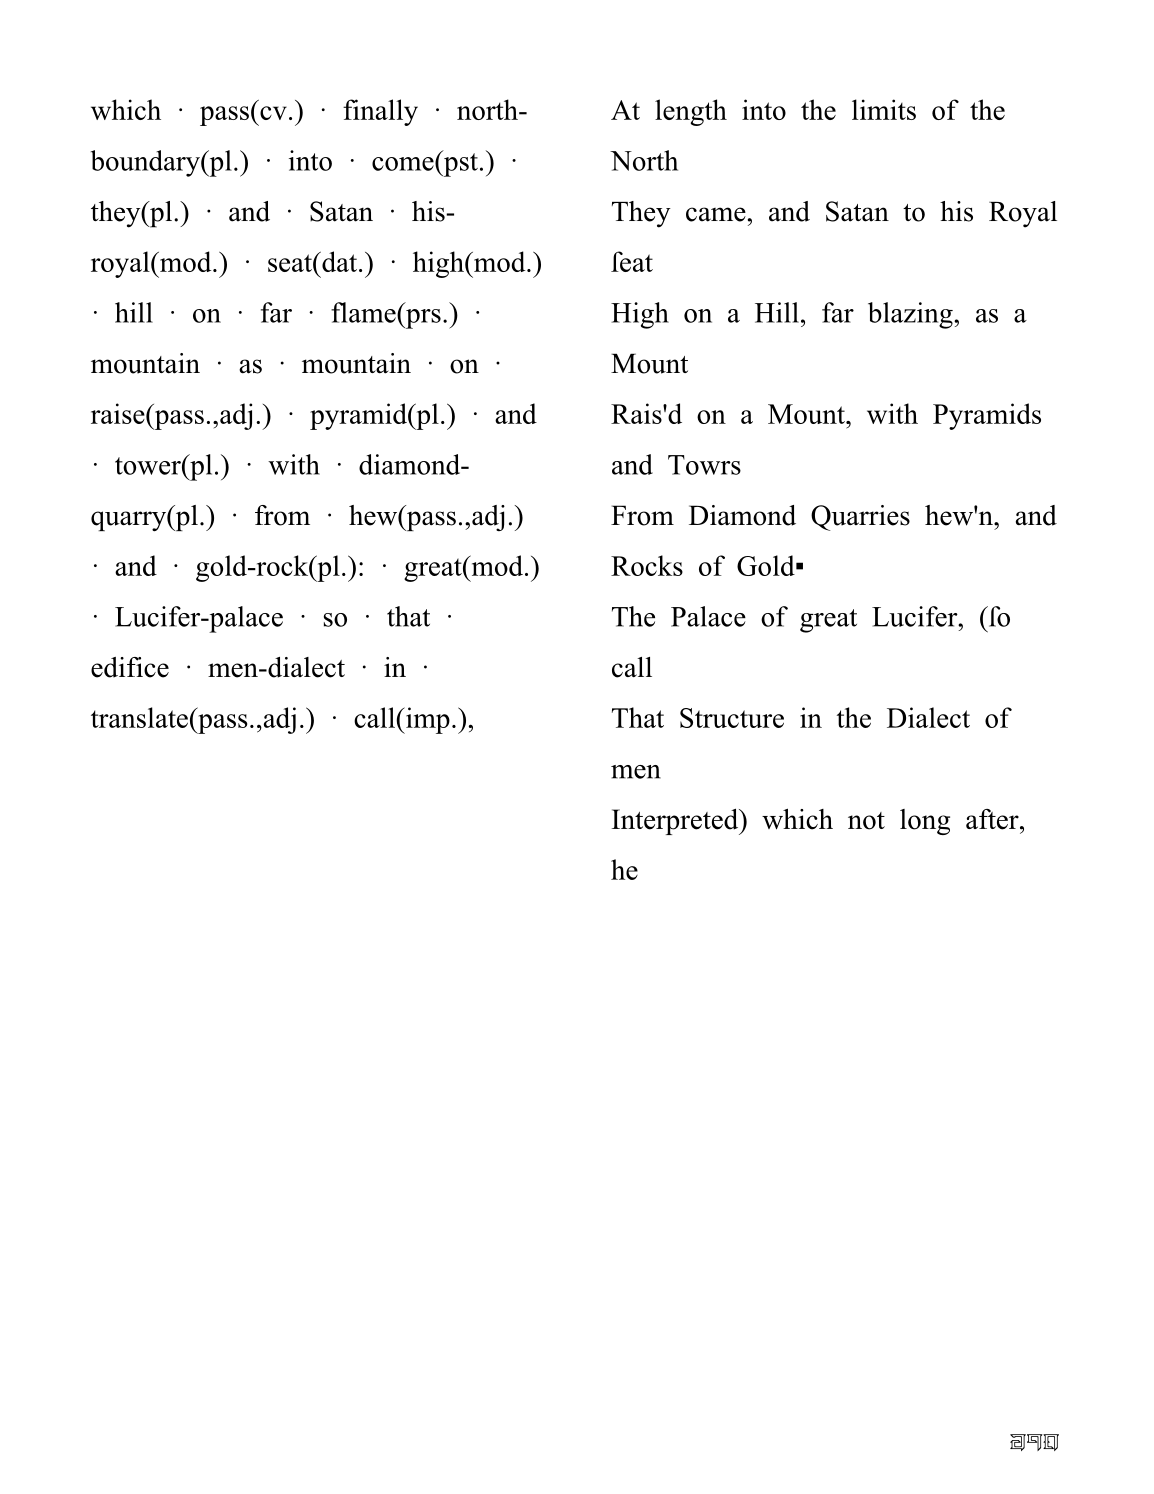 which · pass(cv.) · finally · north-
boundary(pl.) · into · come(pst.) ·
they(pl.) · and · Satan · his-
royal(mod.) · seat(dat.) · high(mod.)
· hill · on · far · flame(prs.) ·
mountain · as · mountain · on ·
raise(pass.,adj.) · pyramid(pl.) · and
· tower(pl.) · with · diamond-
quarry(pl.) · from · hew(pass.,adj.)
· and · gold-rock(pl.): · great(mod.)
· Lucifer-palace · so · that ·
edifice · men-dialect · in ·
translate(pass.,adj.) · call(imp.),
At length into the limits of the
North
They came, and Satan to his Royal
ſeat
High on a Hill, far blazing, as a
Mount
Rais'd on a Mount, with Pyramids
and Towrs
From Diamond Quarries hew'n, and
Rocks of Gold▪
The Palace of great Lucifer, (ſo
call
That Structure in the Dialect of
men
Interpreted) which not long after,
he